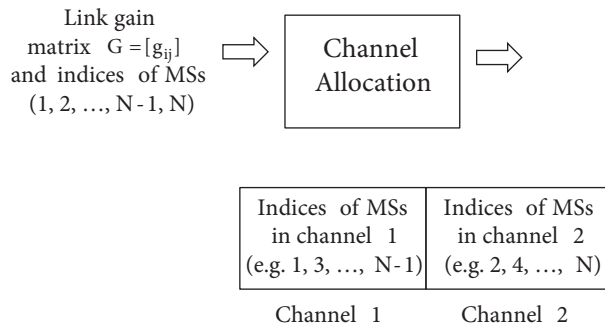 Link gain
matrix G = [g_ij]
and indices of MSs
(1, 2, …, N-1, N)
Channel
Allocation
Indices of MSs
in channel 1
(e.g. 1, 3, …, N-1)
Indices of MSs
in channel 2
(e.g. 2, 4, …, N)
Channel 1
Channel 2